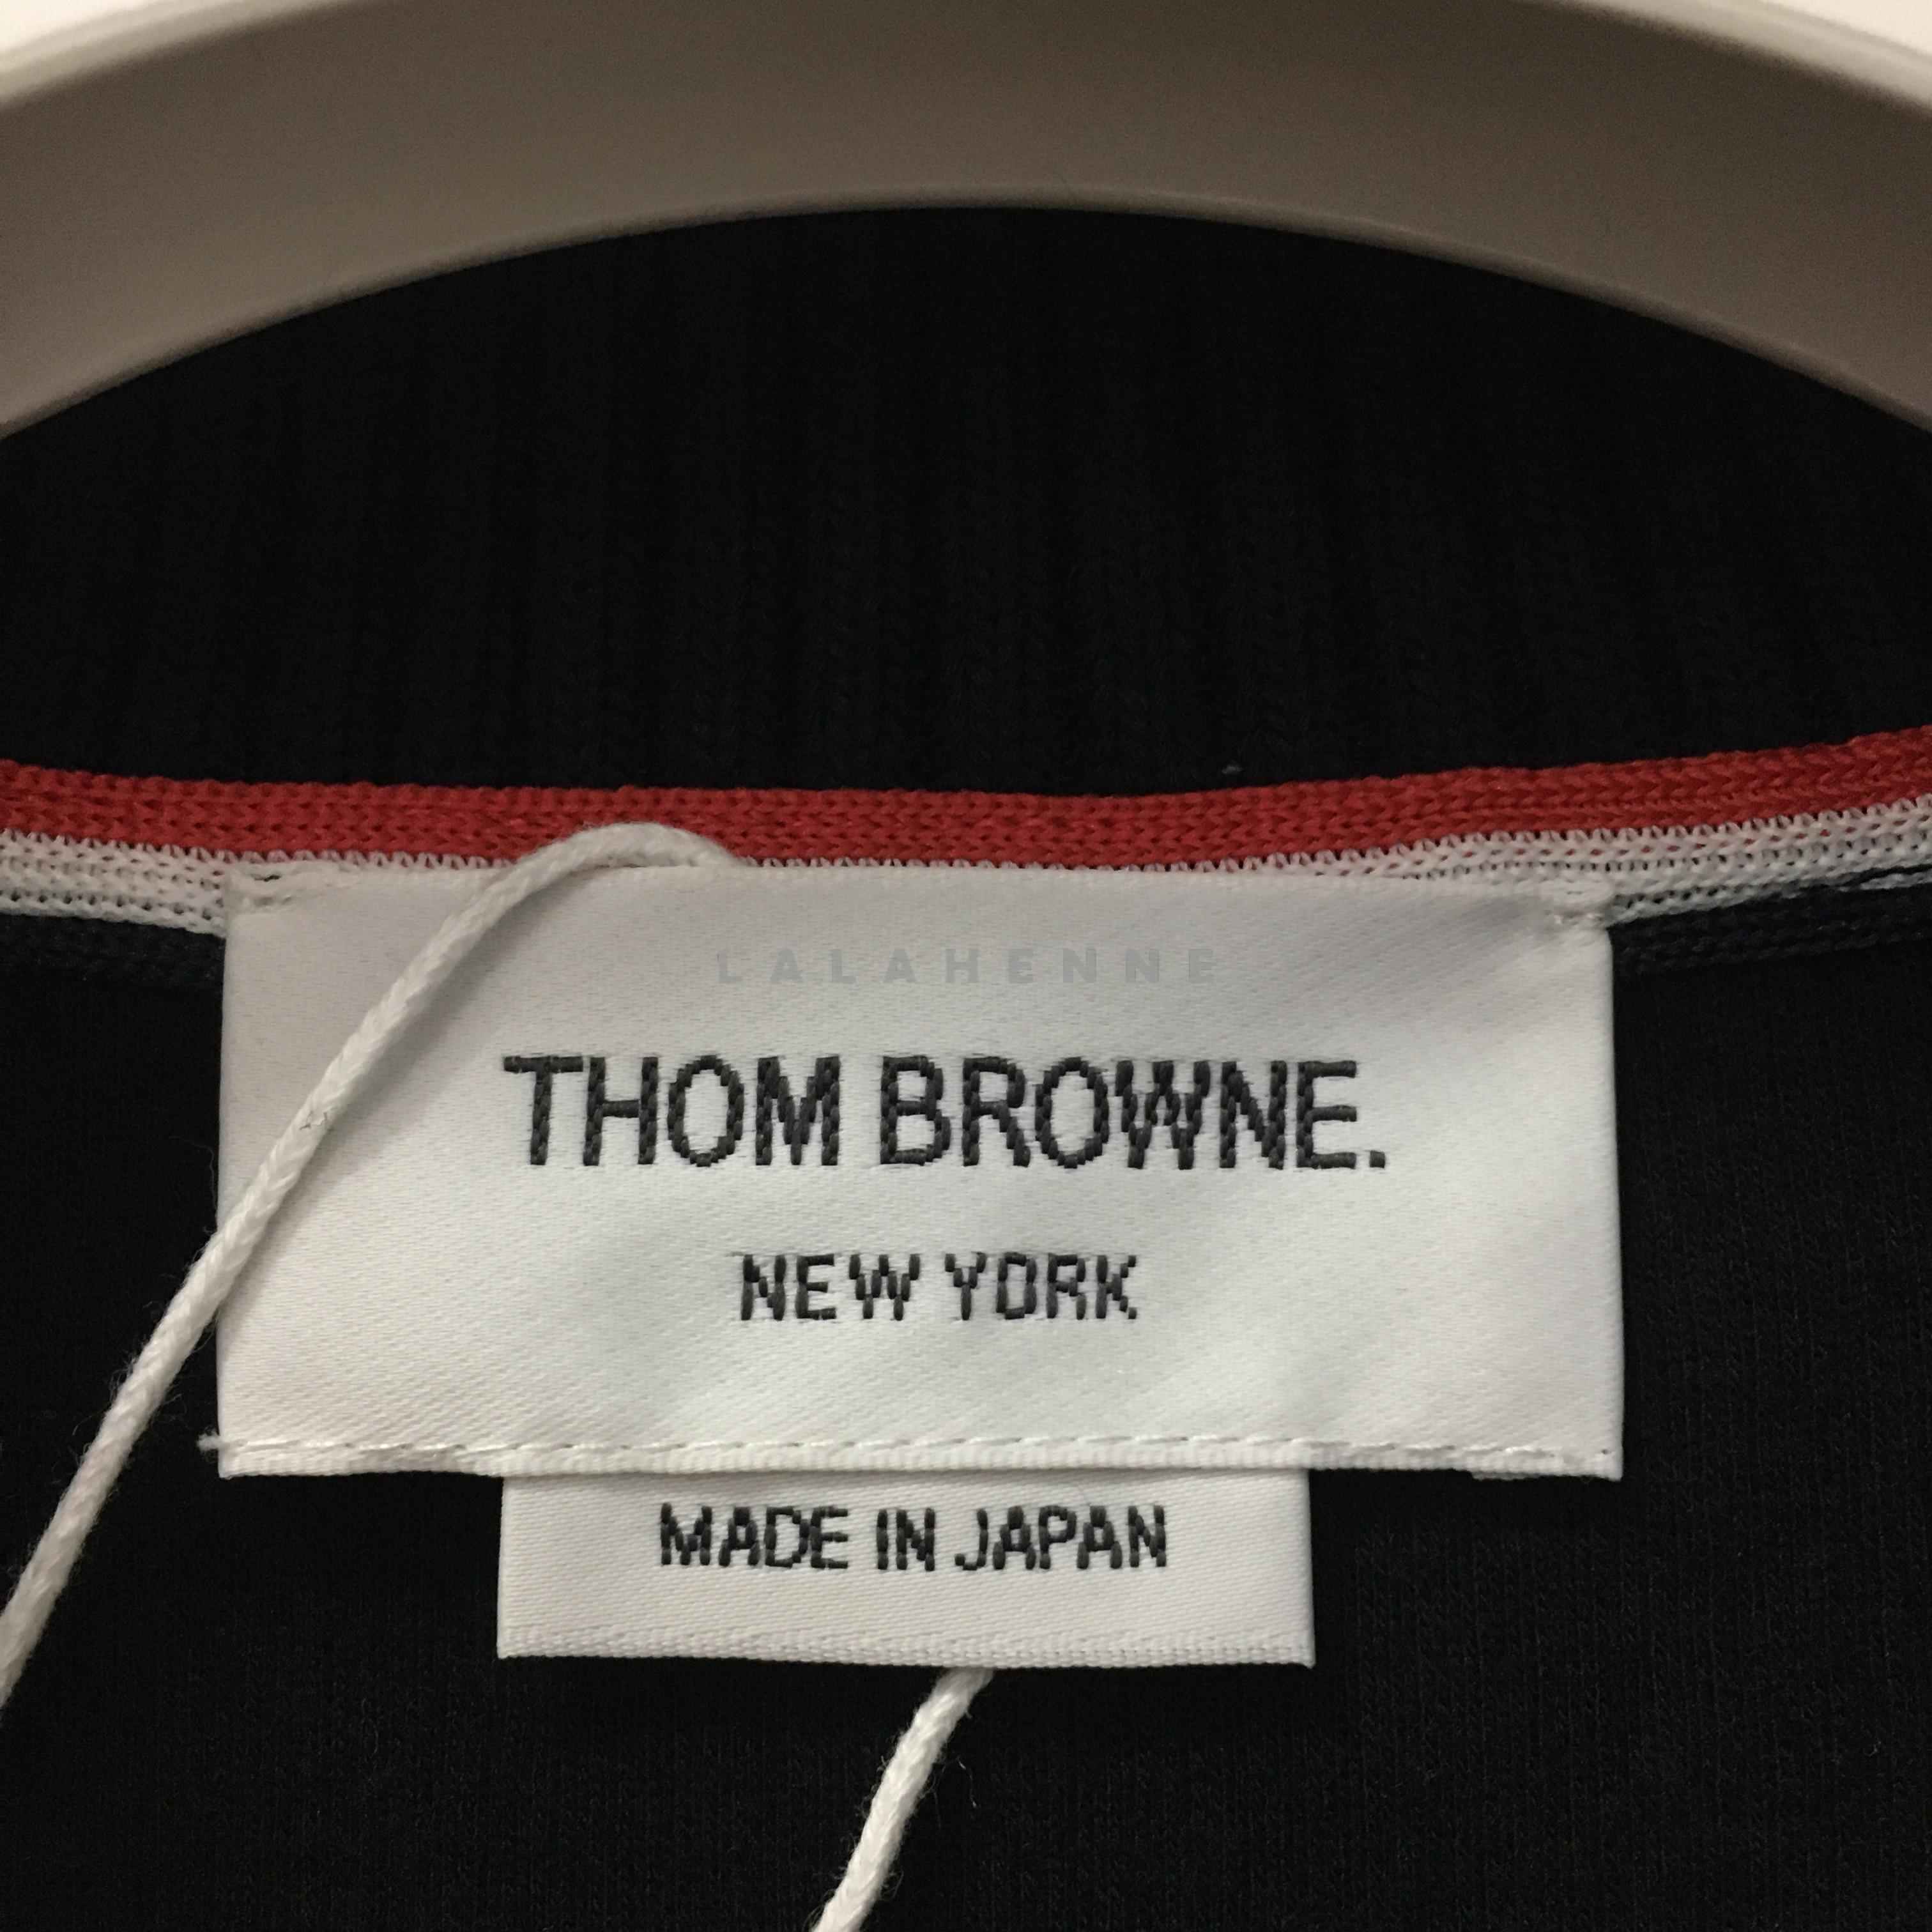 LALAHENNE
THOM BROWNE.
NEW YORK
MADE IN JAPAN